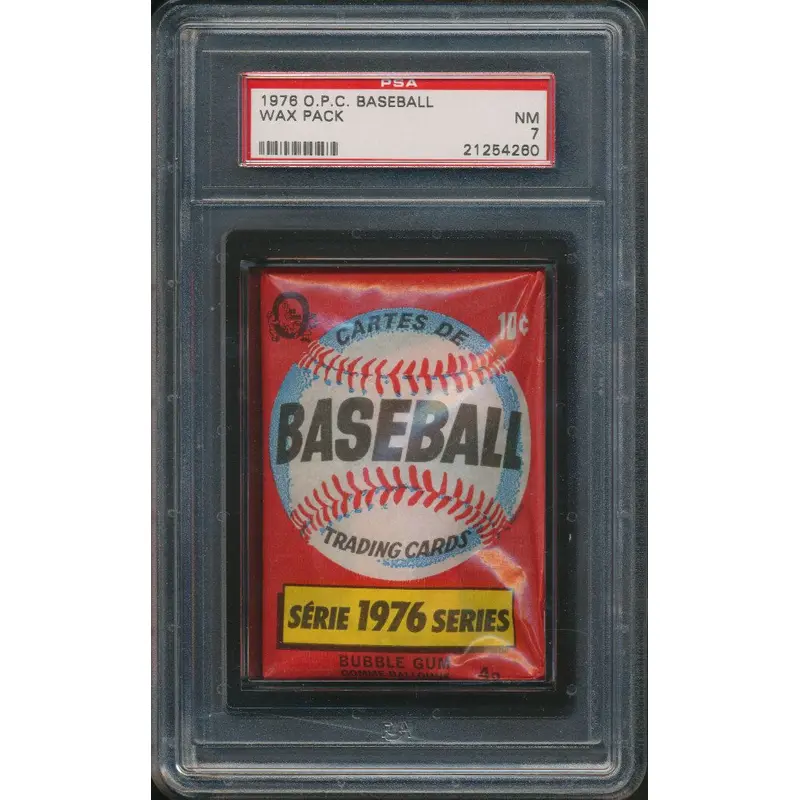 PSA
1976 O.P.C. BASEBALL
WAX PACK
NM
7
21254260
CARTES DE
10¢
BASEBALL
TRADING CARDS
SÉRIE 1976 SERIES
BUBBLE GUM